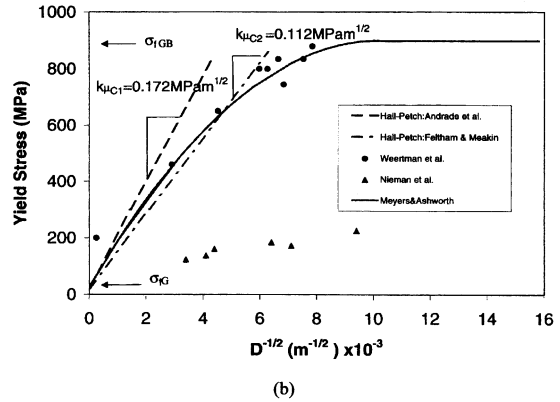 kμC2=0.112MPam1/2
σfGB
1000
kμC1=0.172MPam1/2
800
600
400
200
0
Yield Stress (MPa)
Hall-Petch:Andrade et al.
Hall-Petch:Feltham & Meakin
Weertman et al.
Nieman et al.
Meyers&Ashworth
σfG
0 2 4 6 8 10 12 14 16
D-1/2 (m-1/2) x10-3
(b)